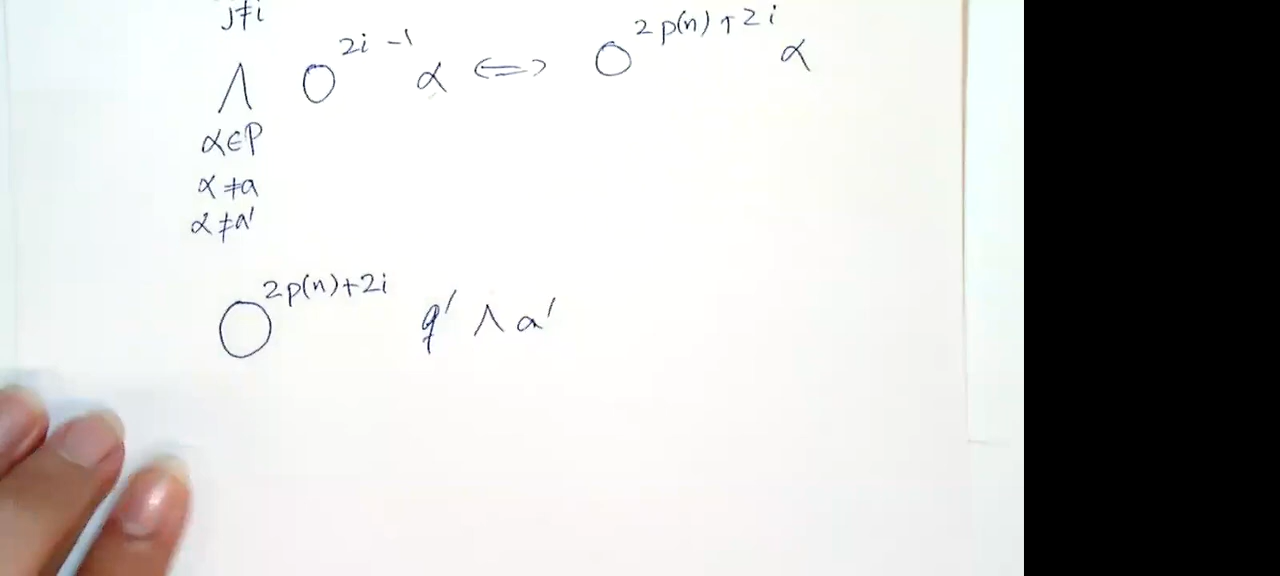 j≠i
∧ ○^{2i-1} α ⟺ ○^{2p(n)+2i} α
α∈P
α≠a
α≠a'
○^{2p(n)+2i} q' ∧ a'